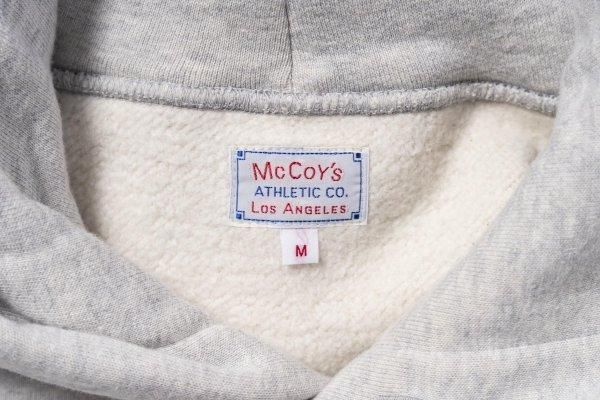 McCoy's
ATHLETIC CO.
LOS ANGELES
M